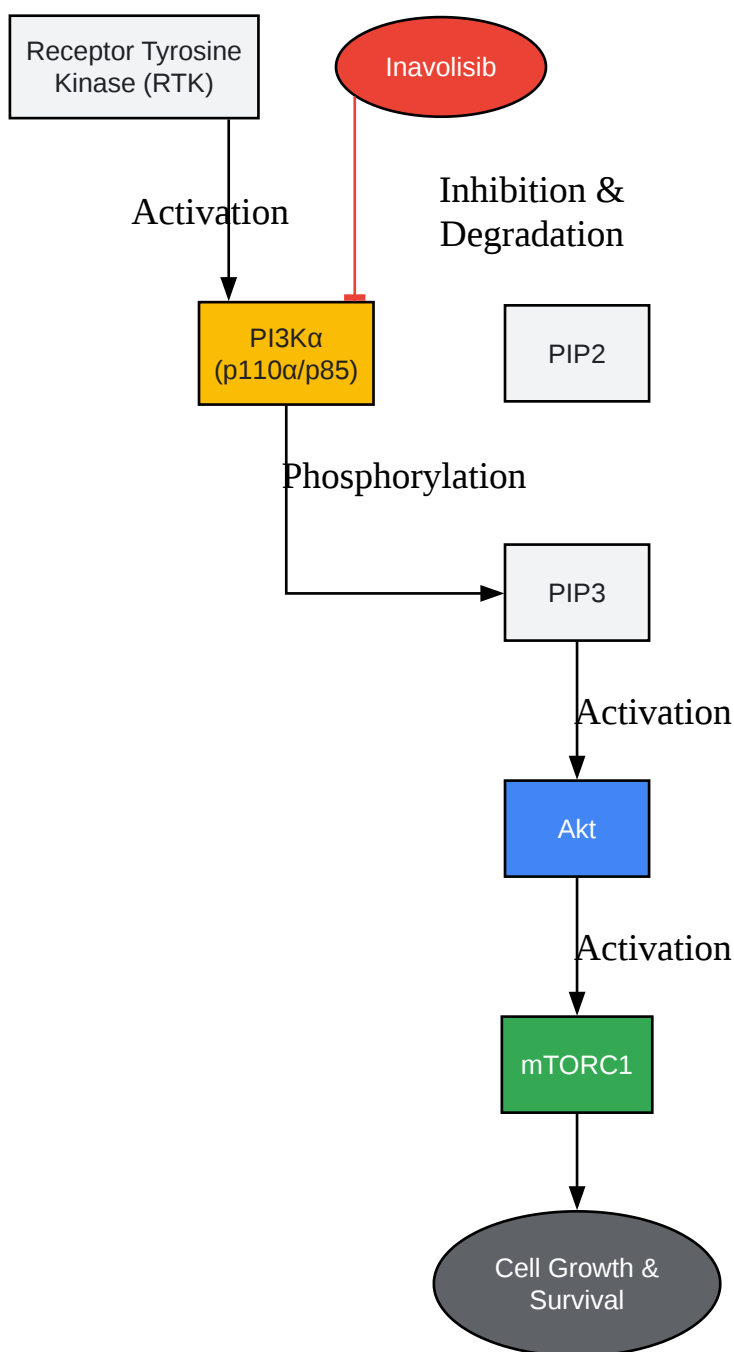 Receptor Tyrosine
Kinase (RTK)
Inavolisib
Activation
Inhibition &
Degradation
PI3Kα
(p110α/p85)
PIP2
Phosphorylation
PIP3
Activation
Akt
Activation
mTORC1
Cell Growth &
Survival